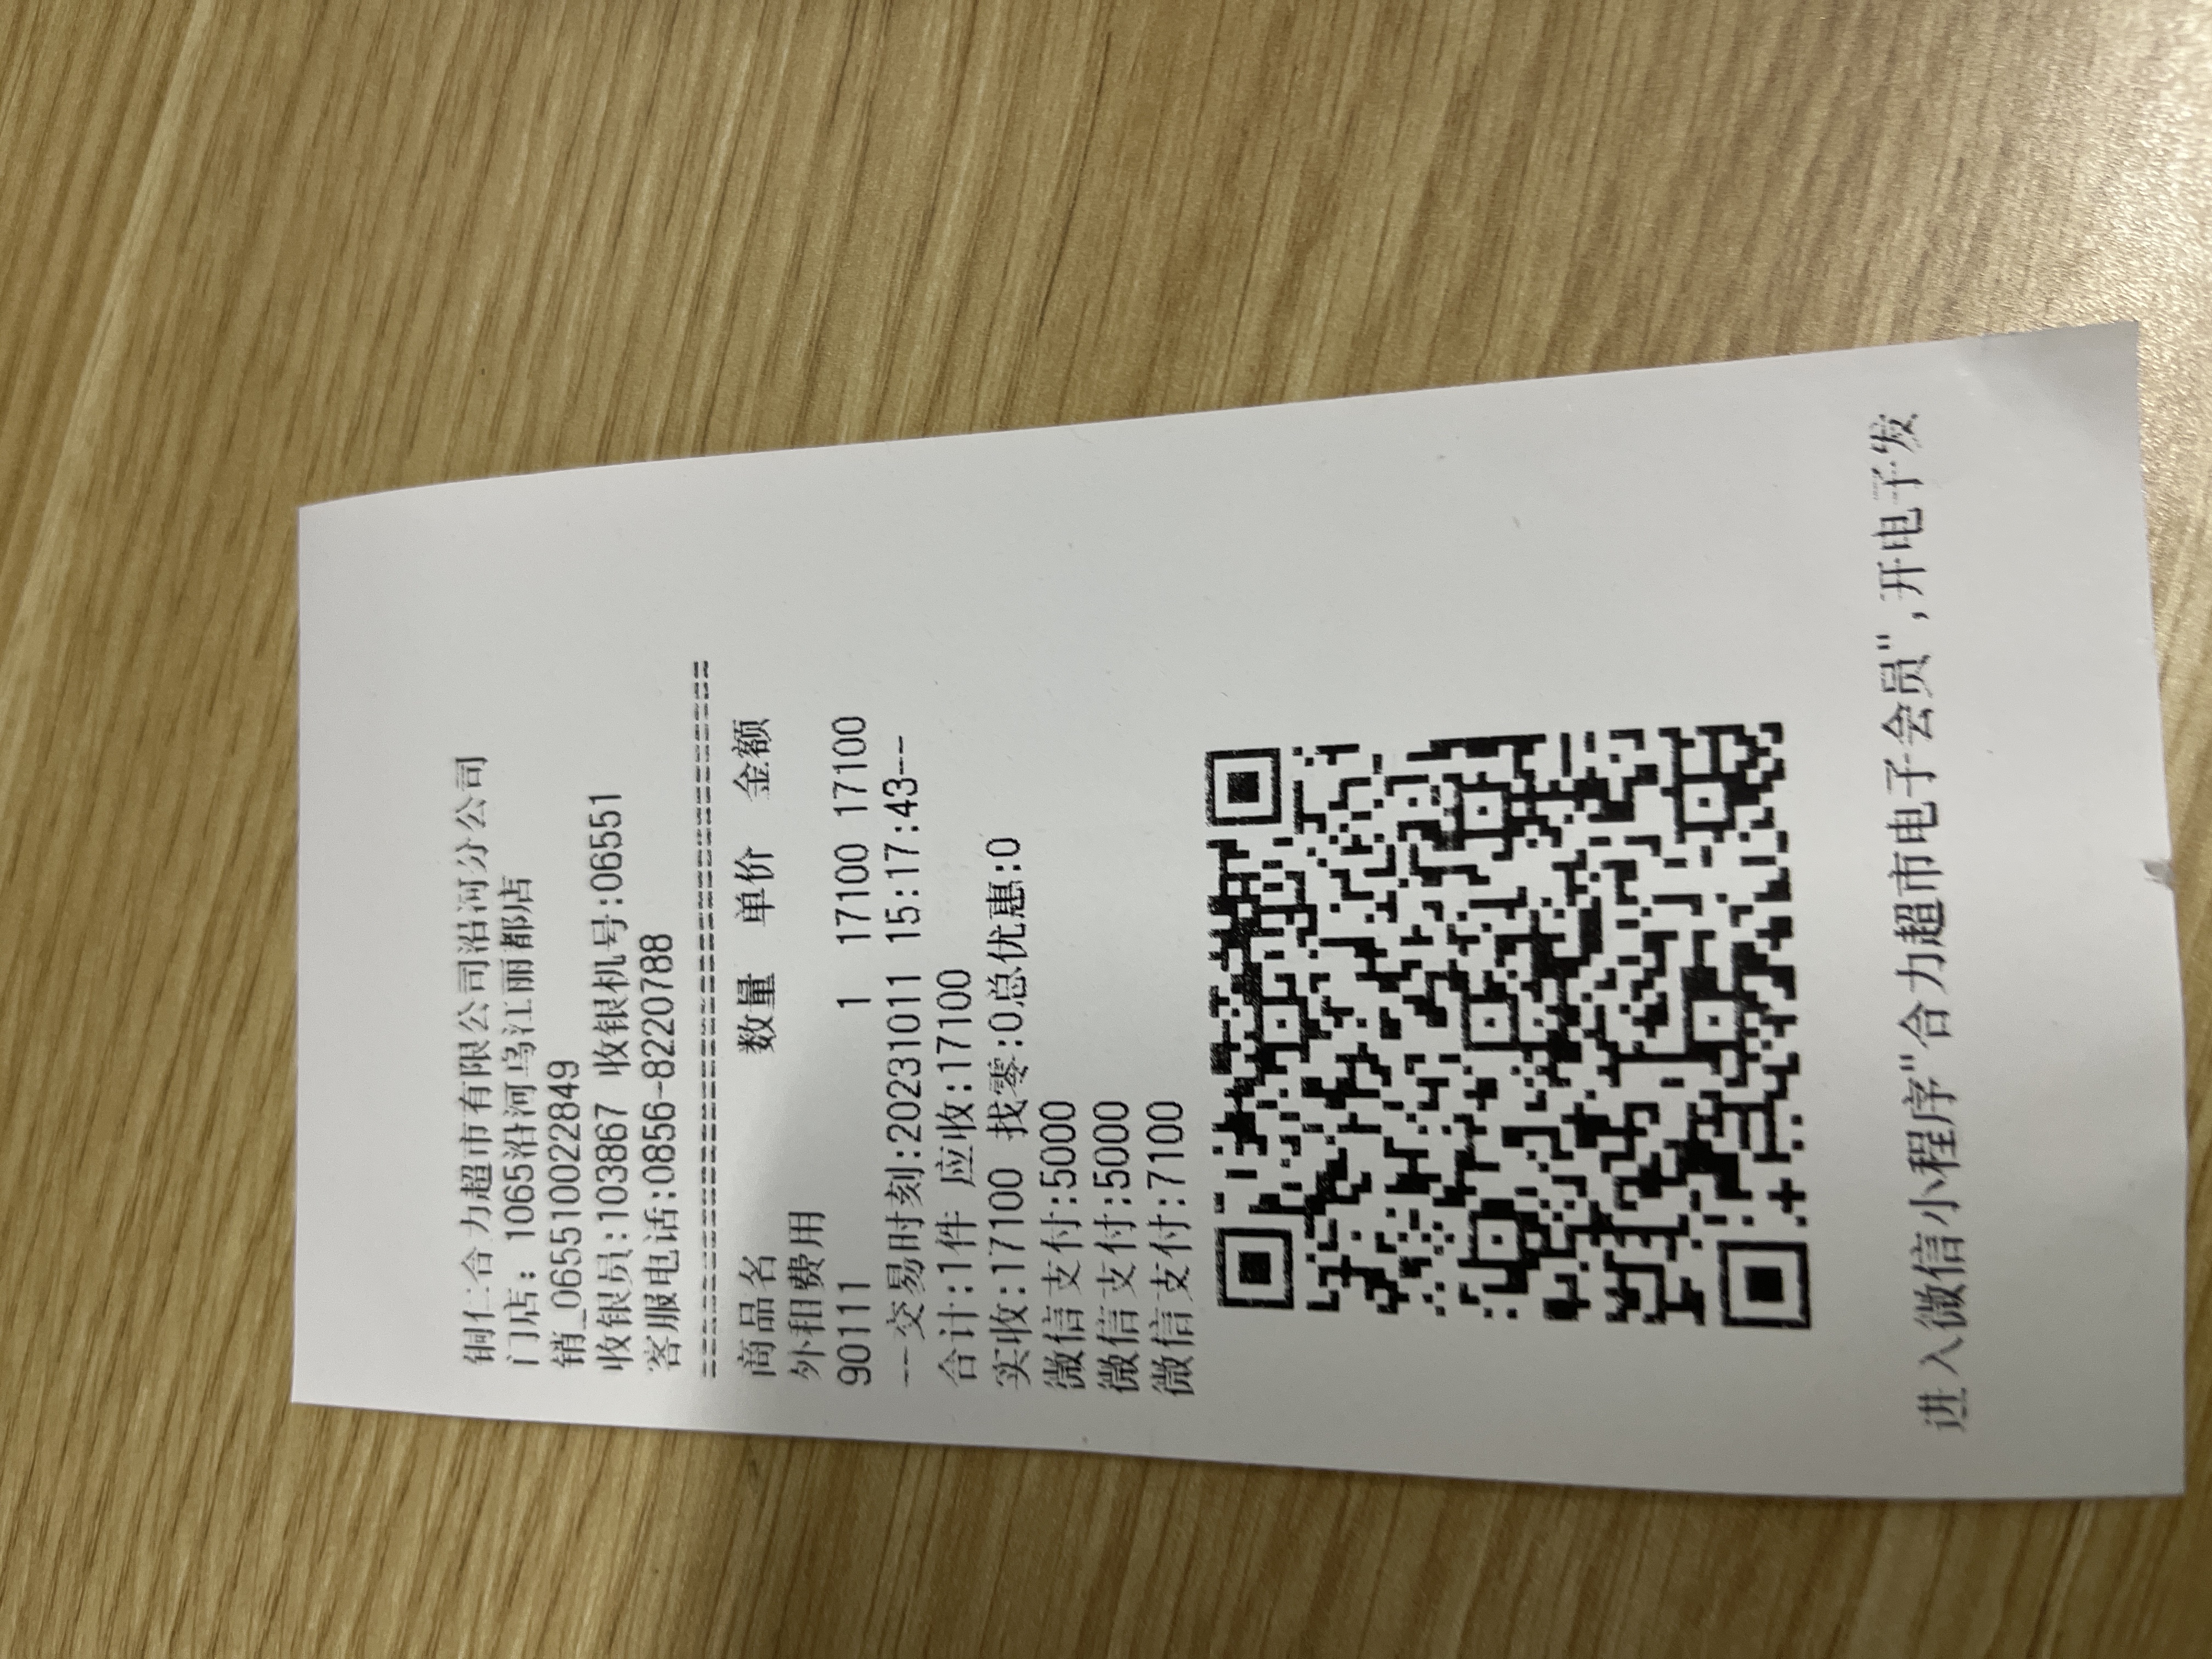 铜仁合力超市有限公司沿河分公司
门店: 1065沿河乌江丽都店
销_065510022849
收银员:103867 收银机号:06551
客服电话:0856-8220788
========================================
商品名 数量 单价 金额
外租费用
90111 1 17100 17100
---交易时刻:20231011 15:17:43---
合计:1件 应收:17100
实收:17100 找零:0总优惠:0
微信支付:5000
微信支付:5000
微信支付:7100
进入微信小程序"合力超市电子会员",开电子发